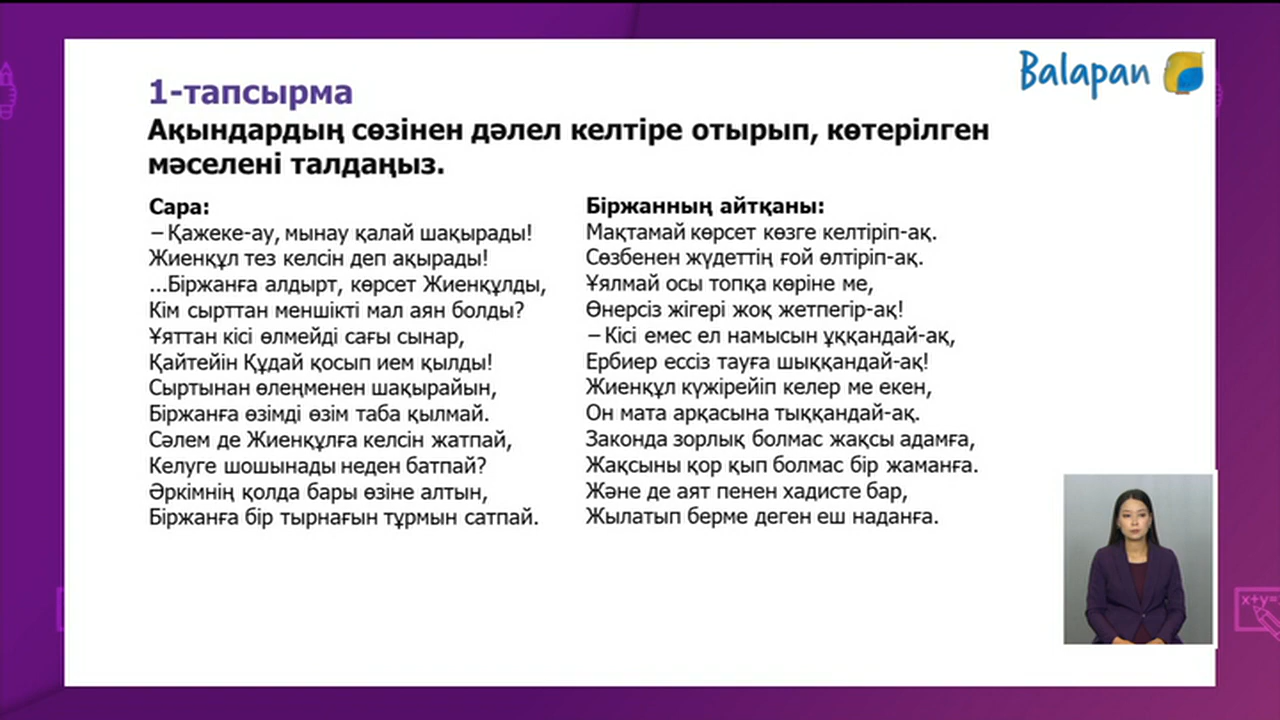 Balapan
1-тапсырма
Ақындардың сөзінен дәлел келтіре отырып, көтерілген
мәселені талдаңыз.
Сара:
– Қажеке-ау, мынау қалай шақырады!
Жиенқұл тез келсін деп ақырады!
...Біржанға алдырт, көрсет Жиенқұлды,
Кім сырттан меншікті мал аян болды?
Ұяттан кісі өлмейді сағы сынар,
Қайтейін Құдай қосып ием қылды!
Сыртынан өлеңменен шақырайын,
Біржанға өзімді өзім таба қылмай.
Сәлем де Жиенқұлға келсін жатпай,
Келуге шошынады неден батпай?
Әркімнің қолда бары өзіне алтын,
Біржанға бір тырнағын тұрмын сатпай.
Біржанның айтқаны:
Мақтамай көрсет көзге келтіріп-ақ.
Сөзбенен жүдеттің ғой өлтіріп-ақ.
Ұялмай осы топқа көріне ме,
Өнерсіз жігері жоқ жетпегір-ақ!
– Кісі емес ел намысын ұққандай-ақ,
Ербиер ессіз тауға шыққандай-ақ!
Жиенқұл күжірейіп келер ме екен,
Он мата арқасына тыққандай-ақ.
Законда зорлық болмас жақсы адамға,
Жақсыны қор қып болмас бір жаманға.
Және де аят пенен хадисте бар,
Жылатып берме деген еш наданға.
x+y=